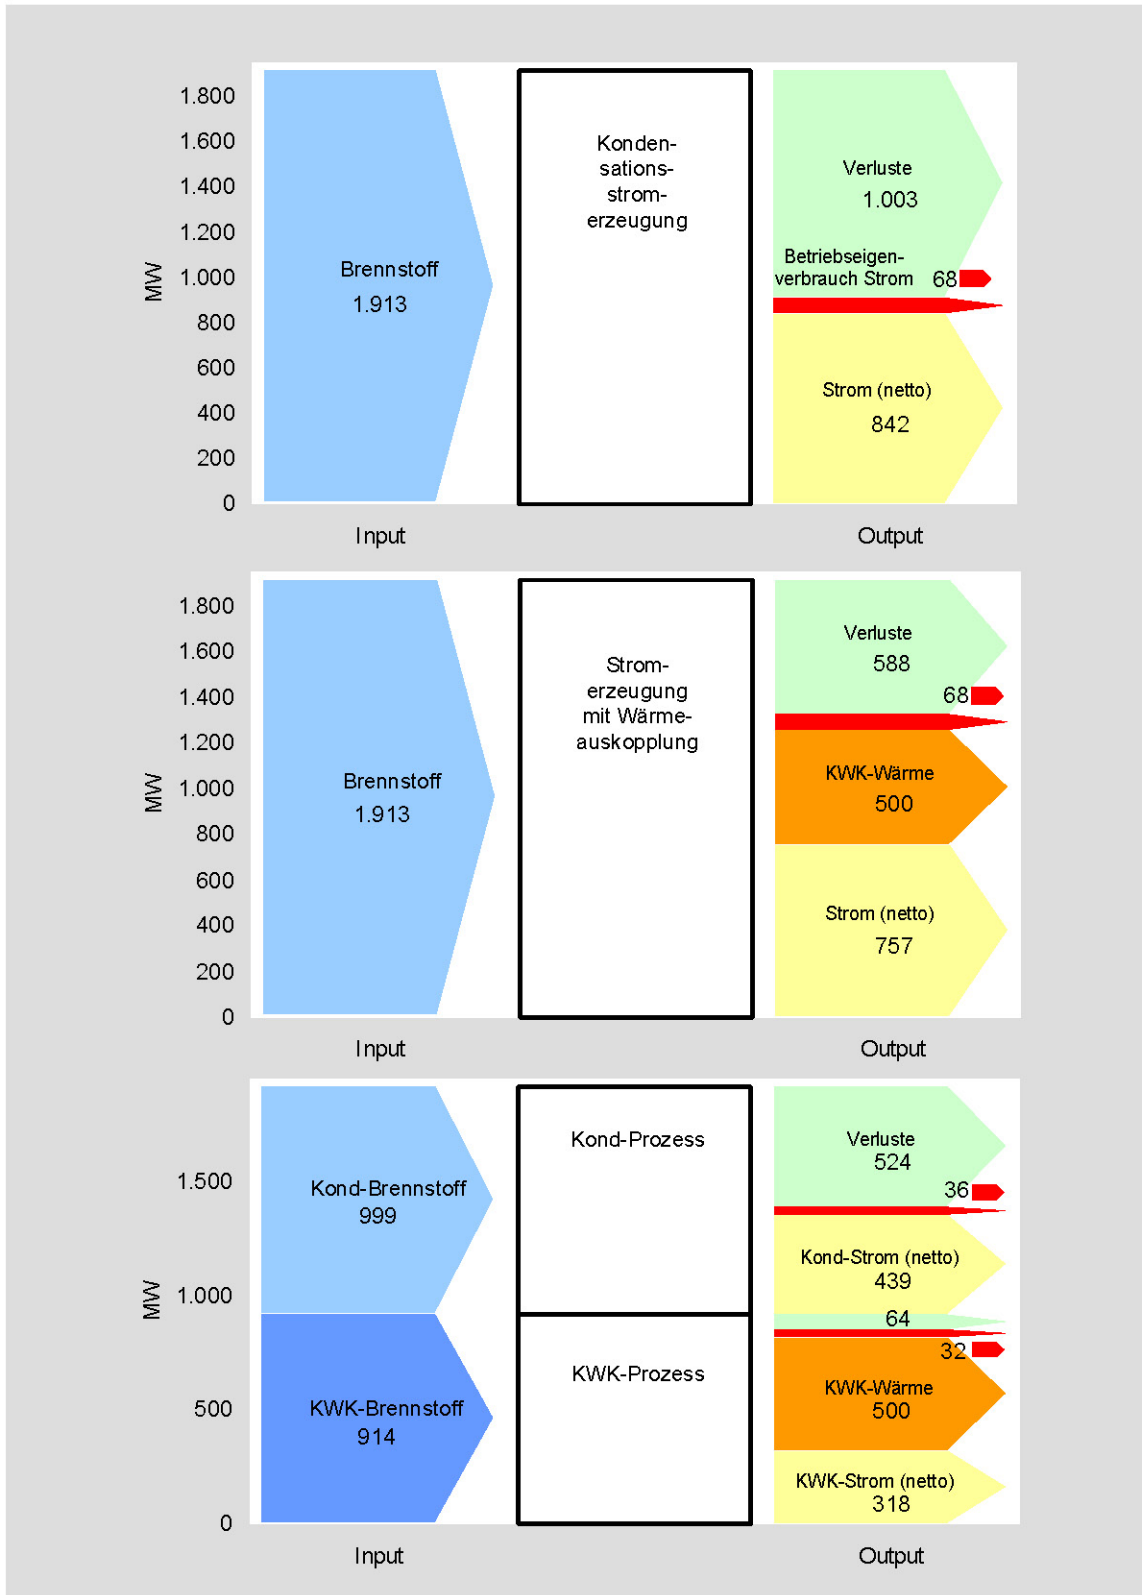 1.800
1.600
1.400
1.200
1.000
800
600
400
200
0
MW
Brennstoff
1.913
Konden-
sations-
strom-
erzeugung
Verluste
1.003
Betriebseigen-
verbrauch Strom
68
Strom (netto)
842
Input
Output
1.800
1.600
1.400
1.200
1.000
800
600
400
200
0
MW
Brennstoff
1.913
Strom-
erzeugung
mit Wärme-
auskopplung
Verluste
588
68
KWK-Wärme
500
Strom (netto)
757
Input
Output
1.500
1.000
500
0
MW
Kond-Brennstoff
999
KWK-Brennstoff
914
Kond-Prozess
KWK-Prozess
Verluste
524
36
Kond-Strom (netto)
439
64
32
KWK-Wärme
500
KWK-Strom (netto)
318
Input
Output